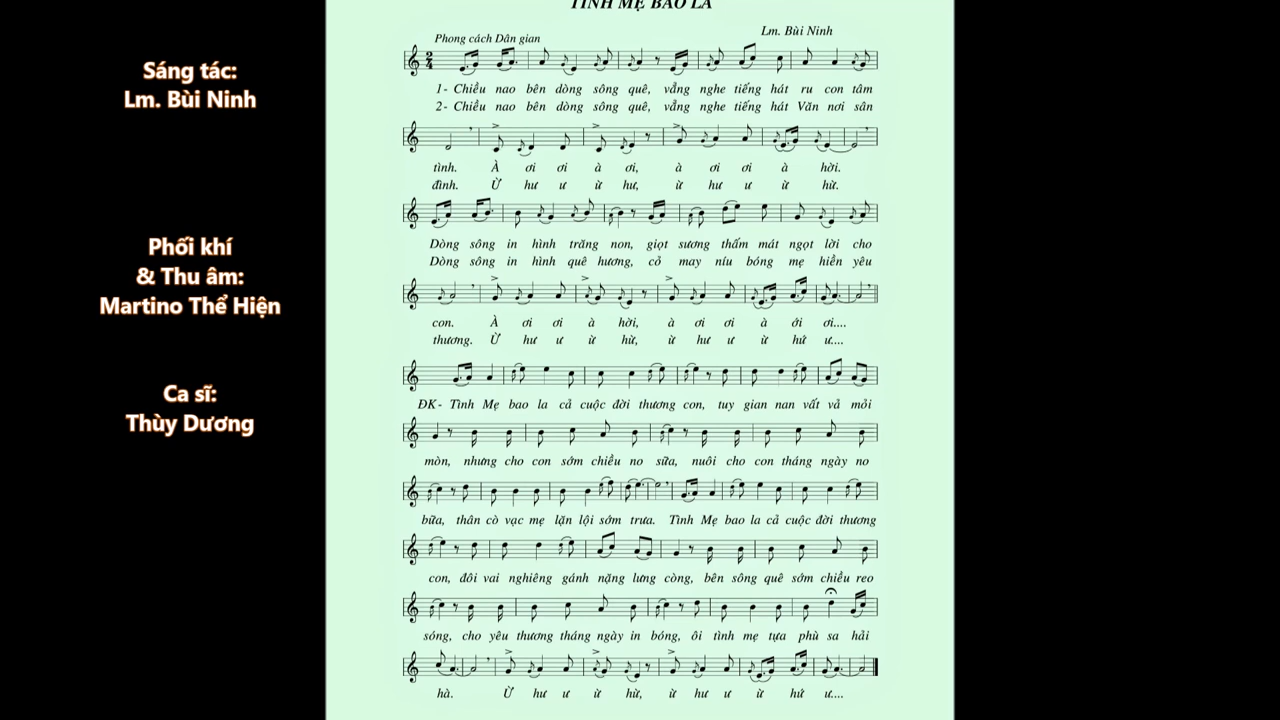 TÌNH MẸ BAO LA
Phong cách Dân gian
Lm. Bùi Ninh
Sáng tác:
Lm. Bùi Ninh
Phối khí
& Thu âm:
Martino Thể Hiện
Ca sĩ:
Thùy Dương
2
4
1- Chiều nao bên dòng sông quê, vẳng nghe tiếng hát ru con tâm
2- Chiều nao bên dòng sông quê, vẳng nghe tiếng hát Văn nơi sân
tình. À ơi ơi à ơi, à ơi ơi à hời.
đình. Ừ hư ư ừ hư, ừ hư ư ừ hừ.
Dòng sông in hình trăng non, giọt sương thấm mát ngọt lời cho
Dòng sông in hình quê hương, cỏ may níu bóng mẹ hiền yêu
con. À ơi ơi à hời, à ơi ơi à ới ơi....
thương. Ừ hư ư ừ hừ, ừ hư ư ừ hứ ư....
ĐK- Tình Mẹ bao la cả cuộc đời thương con, tuy gian nan vất vả mỏi
mòn, nhưng cho con sớm chiều no sữa, nuôi cho con tháng ngày no
bữa, thân cò vạc mẹ lặn lội sớm trưa. Tình Mẹ bao la cả cuộc đời thương
con, đôi vai nghiêng gánh nặng lưng còng, bên sông quê sớm chiều reo
sóng, cho yêu thương tháng ngày in bóng, ôi tình mẹ tựa phù sa hải
hà. Ừ hư ư ừ hừ, ừ hư ư ừ hứ ư....